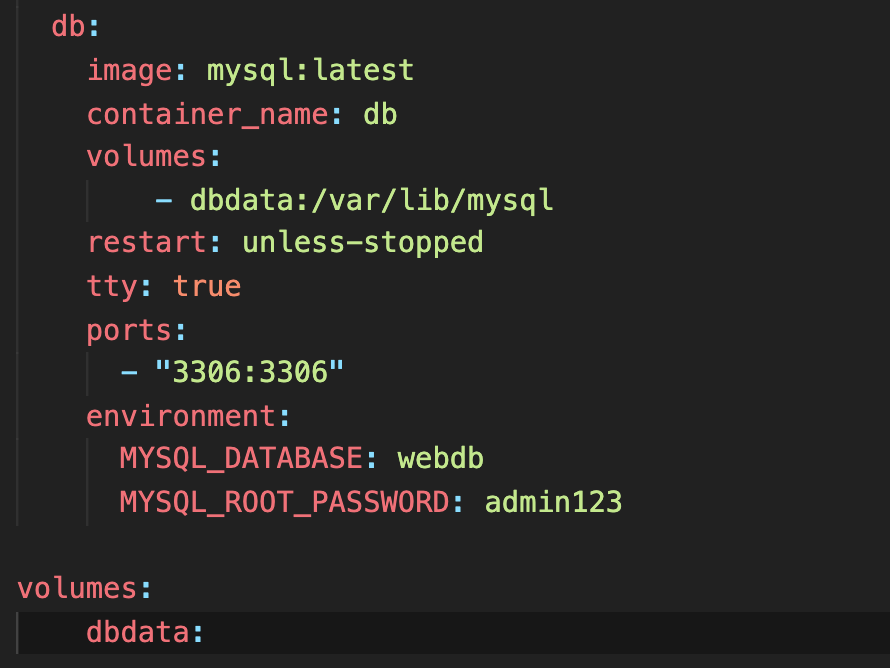 db:
image: mysql:latest
container_name: db
volumes:
- dbdata:/var/lib/mysql
restart: unless-stopped
tty: true
ports:
- "3306:3306"
environment:
MYSQL_DATABASE: webdb
MYSQL_ROOT_PASSWORD: admin123
volumes:
dbdata: